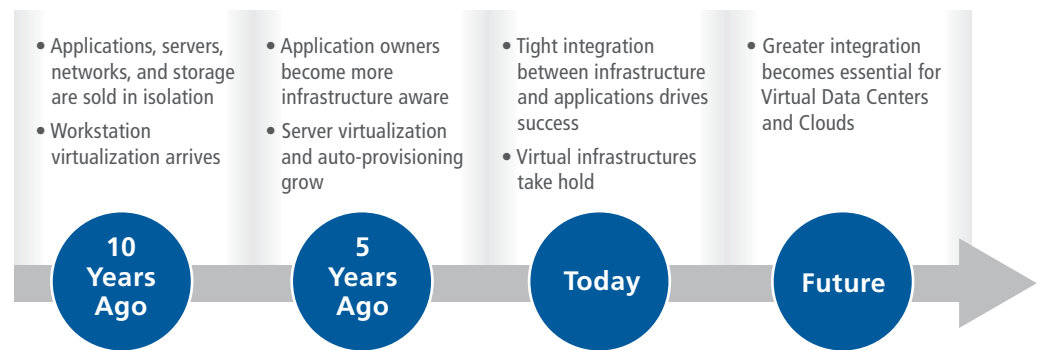 • Applications, servers,
networks, and storage
are sold in isolation
• Workstation
virtualization arrives
• Application owners
become more
infrastructure aware
• Server virtualization
and auto-provisioning
grow
• Tight integration
between infrastructure
and applications drives
success
• Virtual infrastructures
take hold
• Greater integration
becomes essential for
Virtual Data Centers
and Clouds
10
Years
Ago
5
Years
Ago
Today
Future